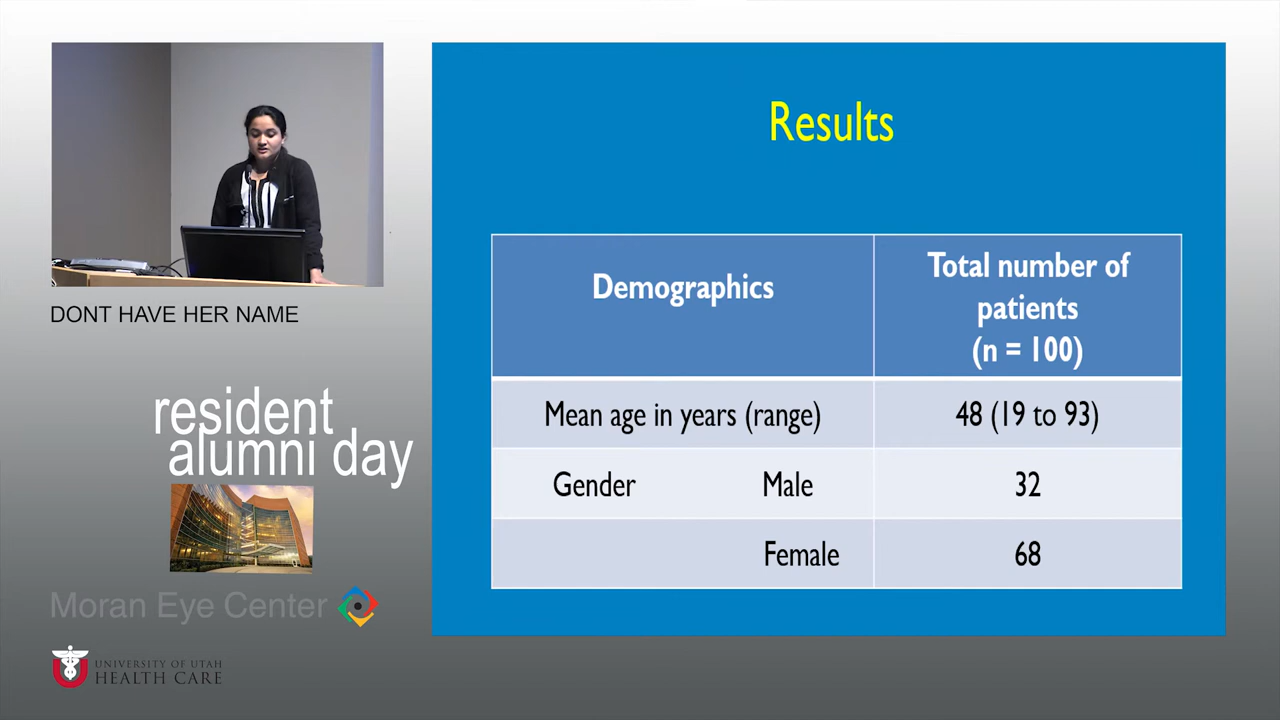 DONT HAVE HER NAME
resident
alumni day
Moran Eye Center
UNIVERSITY OF UTAH
HEALTH CARE
Results
Demographics
Total number of
patients
(n = 100)
Mean age in years (range) 48 (19 to 93)
Gender Male 32
Female 68